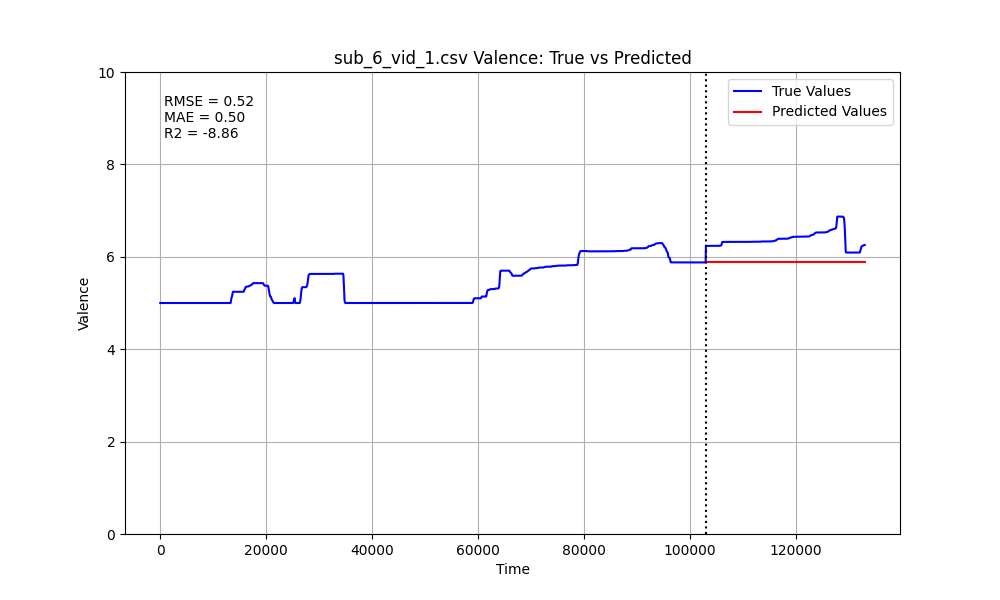 sub_6_vid_1.csv Valence: True vs Predicted
RMSE = 0.52
MAE = 0.50
R2 = -8.86
True Values
Predicted Values
10
8
6
4
2
0
Valence
0 20000 40000 60000 80000 100000 120000
Time